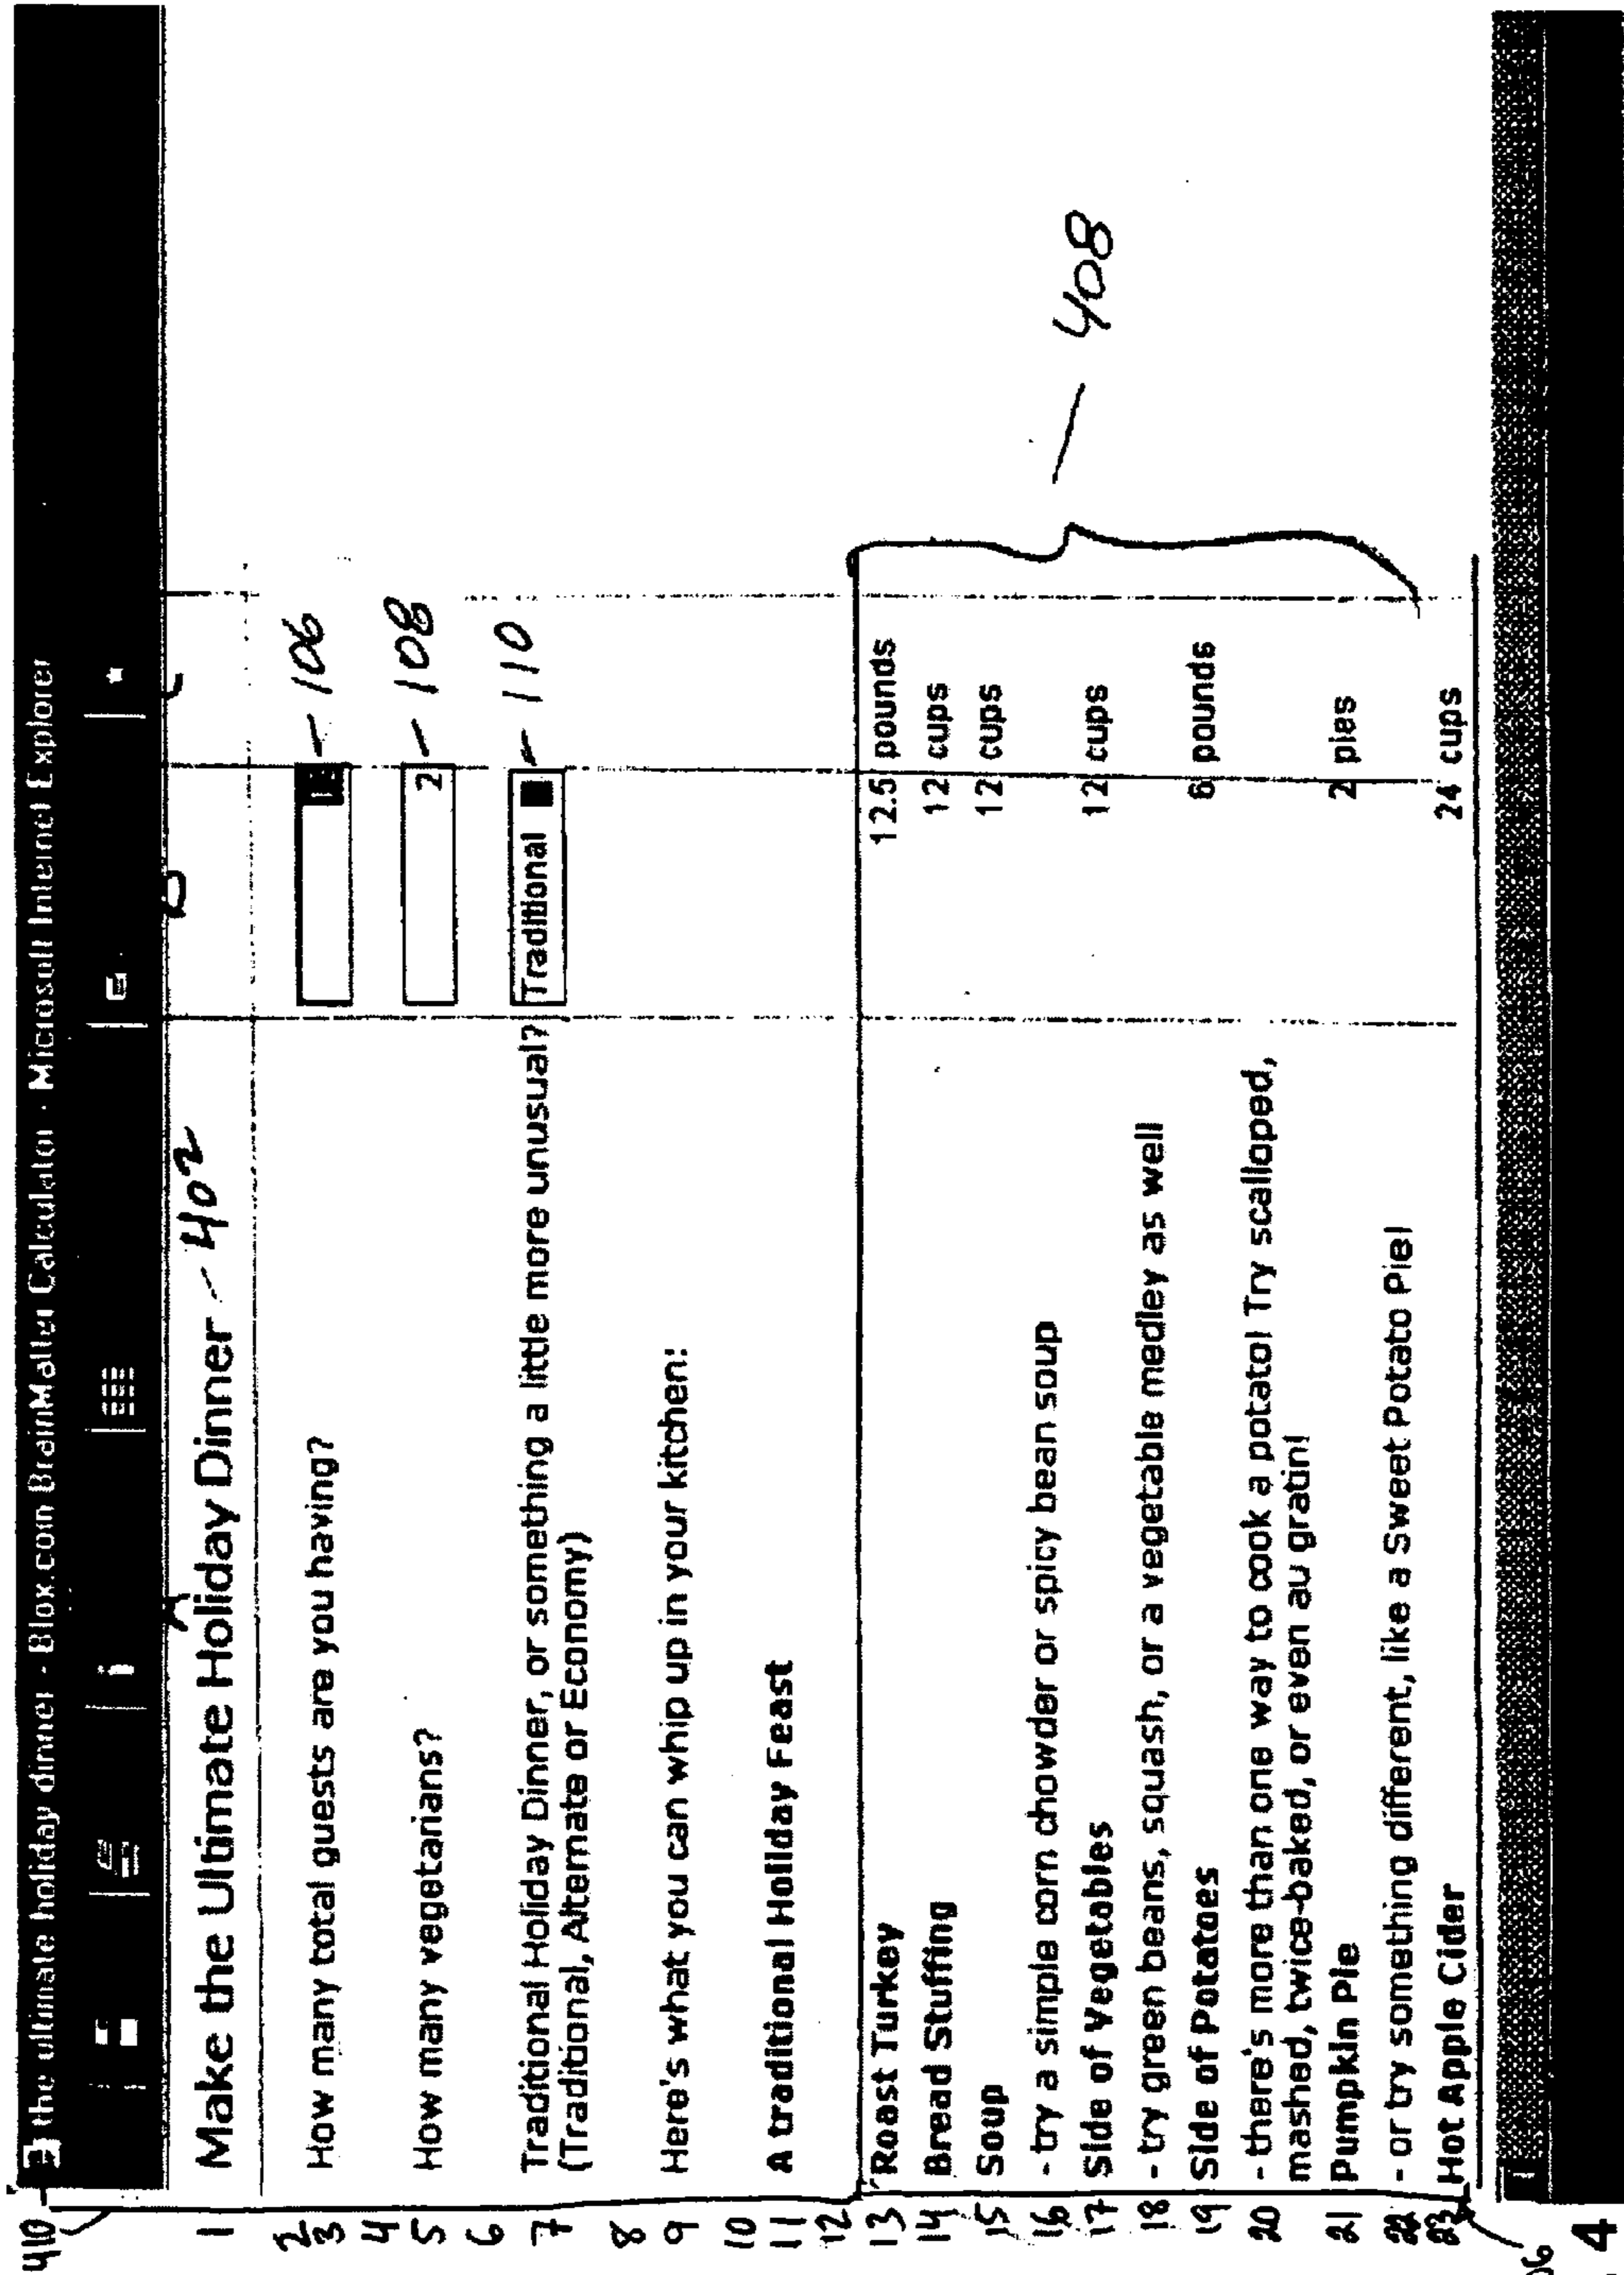 410
the ultimate holiday dinner - Blox.com BrainMatter Calculator - Microsoft Internet Explorer
A
1 Make the Ultimate Holiday Dinner - 402
2
3 How many total guests are you having? - 106
4
5 How many vegetarians? 2 - 108
6
7 Traditional Holiday Dinner, or something a little more unusual? Traditional - 110
(Traditional, Alternate or Economy)
8
9 Here's what you can whip up in your kitchen:
10
11 A traditional Holiday Feast
12
13 Roast Turkey 12.5 pounds
14 Bread Stuffing 12 cups
15 Soup 12 cups
16 - try a simple corn chowder or spicy bean soup
17 Side of Vegetables 12 cups
18 - try green beans, squash, or a vegetable medley as well
19 Side of Potatoes 6 pounds
20 - there's more than one way to cook a potato! Try scalloped,
mashed, twice-baked, or even au gratin!
21 Pumpkin Pie 2 pies
22 - or try something different, like a Sweet Potato Pie!
23 Hot Apple Cider 24 cups
408
4